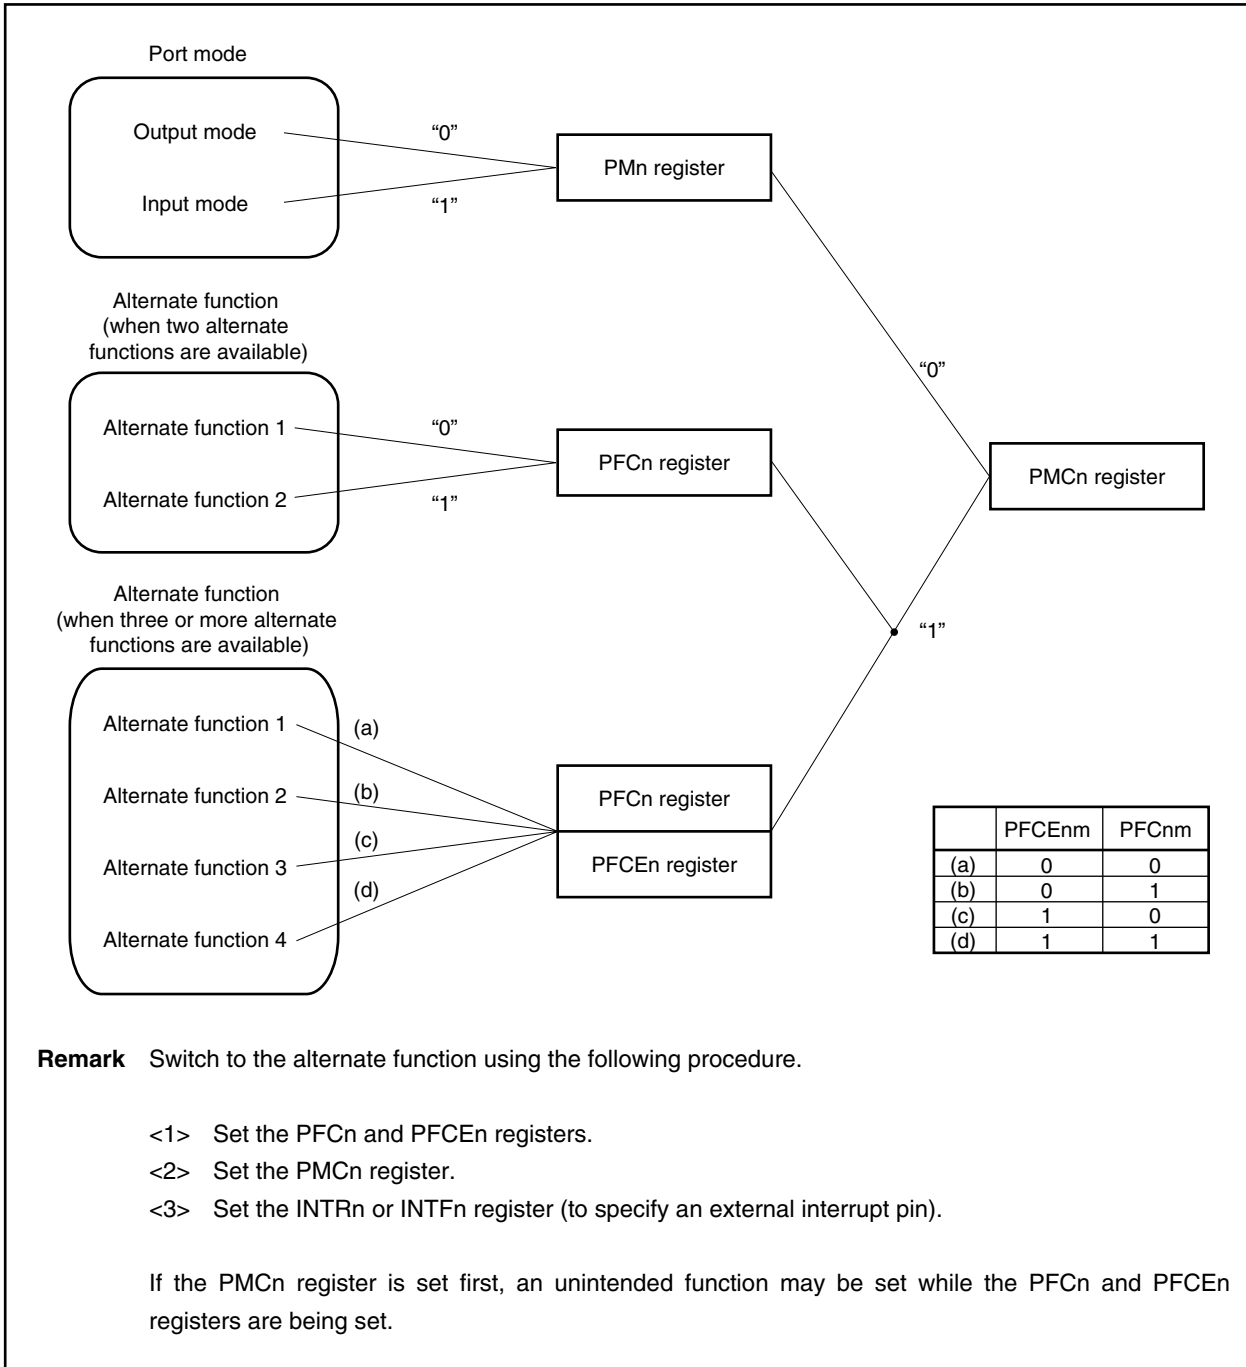 Port mode
Output mode
“0”
PMn register
Input mode
“1”
Alternate function
(when two alternate
functions are available)
“0”
Alternate function 1
“0”
PFCn register
PMCn register
Alternate function 2
“1”
Alternate function
(when three or more alternate
functions are available)
“1”
Alternate function 1
(a)
Alternate function 2
(b)
PFCn register
(c)
Alternate function 3
PFCEn register
(d)
Alternate function 4
PFCEnm PFCnm
(a) 0 0
(b) 0 1
(c) 1 0
(d) 1 1
Remark Switch to the alternate function using the following procedure.
<1> Set the PFCn and PFCEn registers.
<2> Set the PMCn register.
<3> Set the INTRn or INTFn register (to specify an external interrupt pin).
If the PMCn register is set first, an unintended function may be set while the PFCn and PFCEn
registers are being set.